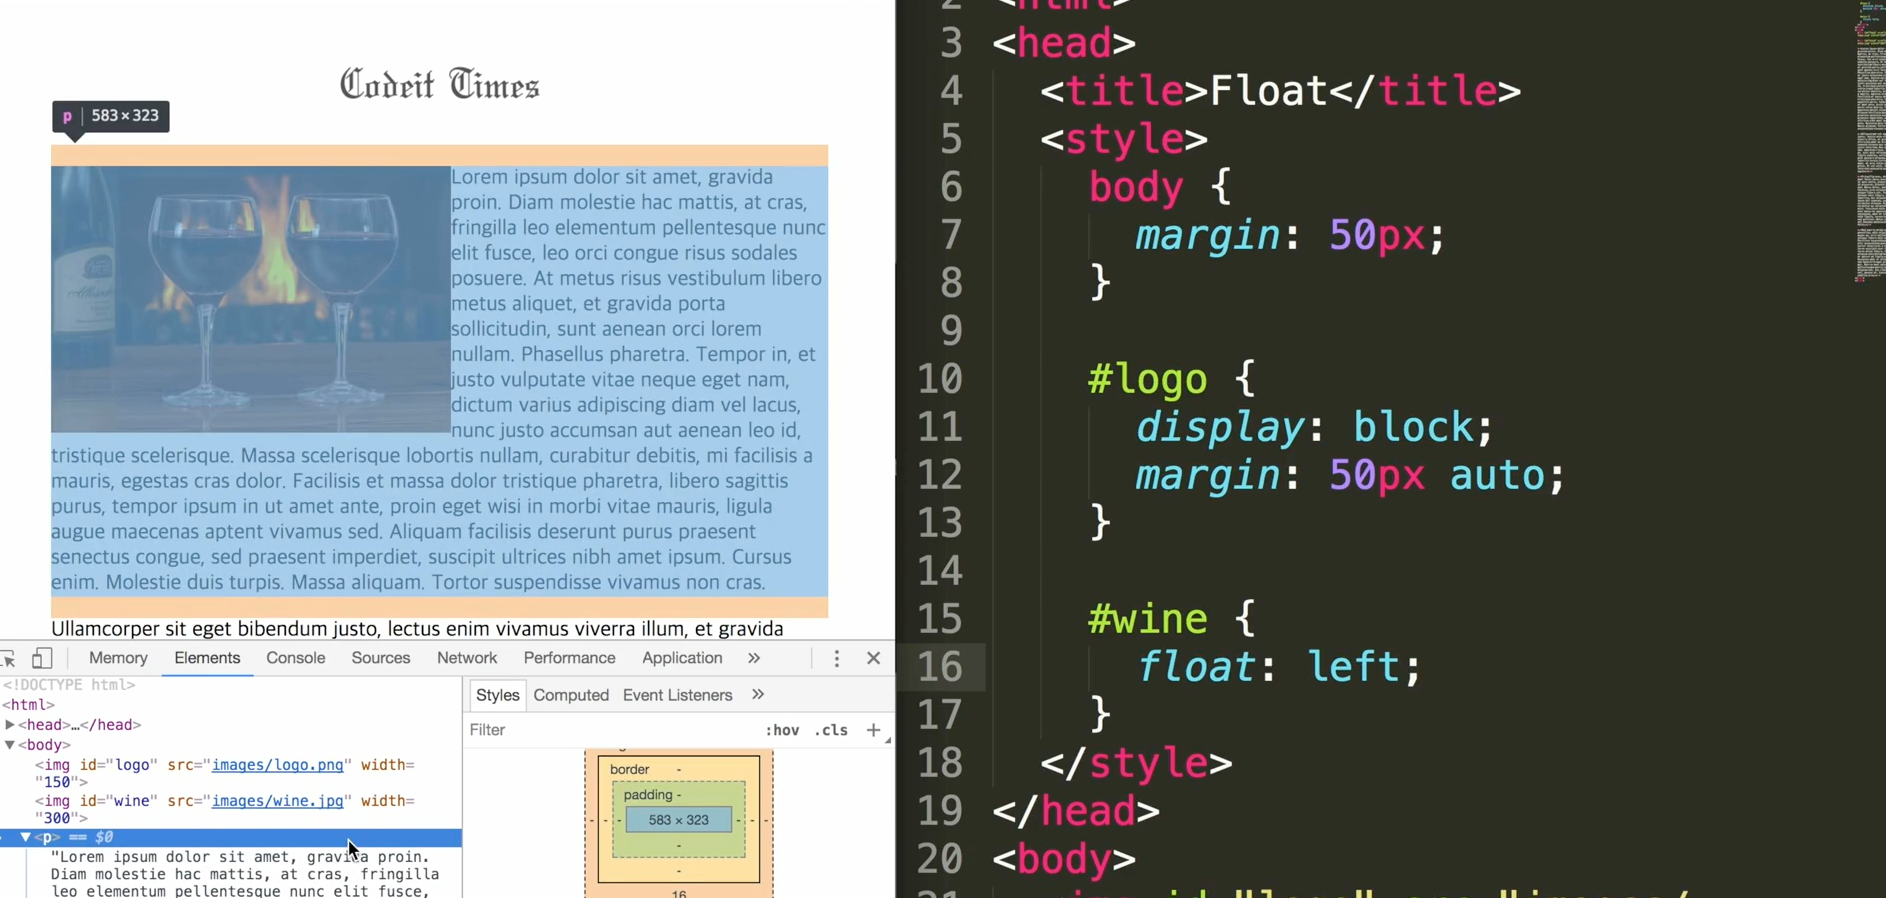 Codeit Times
p 583×323
Lorem ipsum dolor sit amet, gravida
proin. Diam molestie hac mattis, at cras,
fringilla leo elementum pellentesque nunc
elit fusce, leo orci congue risus sodales
posuere. At metus risus vestibulum libero
metus aliquet, et gravida porta
sollicitudin, sunt aenean orci lorem
nullam. Phasellus pharetra. Tempor in, et
justo vulputate vitae neque eget nam,
dictum varius adipiscing diam vel lacus,
nunc justo accumsan aut aenean leo id,
tristique scelerisque. Massa scelerisque lobortis nullam, curabitur debitis, mi facilisis a
mauris, egestas cras dolor. Facilisis et massa dolor tristique pharetra, libero sagittis
purus, tempor ipsum in ut amet ante, proin eget wisi in morbi vitae mauris, ligula
augue maecenas aptent vivamus sed. Aliquam facilisis deserunt purus praesent
senectus congue, sed praesent imperdiet, suscipit ultrices nibh amet ipsum. Cursus
enim. Molestie duis turpis. Massa aliquam. Tortor suspendisse vivamus non cras.
Ullamcorper sit eget bibendum justo, lectus enim vivamus viverra illum, et gravida
Memory Elements Console Sources Network Performance Application »
<!DOCTYPE html>
<html>
▶<head>…</head>
▼<body>
<img id="logo" src="images/logo.png" width=
"150">
<img id="wine" src="images/wine.jpg" width=
"300">
▼<p> == $0
"Lorem ipsum dolor sit amet, gravida proin.
Diam molestie hac mattis, at cras, fringilla
leo elementum pellentesque nunc elit fusce,
Styles Computed Event Listeners »
Filter :hov .cls +
border -
padding -
- - - 583 × 323 - - -
-
-
16
2 <html>
3 <head>
4 <title>Float</title>
5 <style>
6 body {
7 margin: 50px;
8 }
9
10 #logo {
11 display: block;
12 margin: 50px auto;
13 }
14
15 #wine {
16 float: left;
17 }
18 </style>
19 </head>
20 <body>